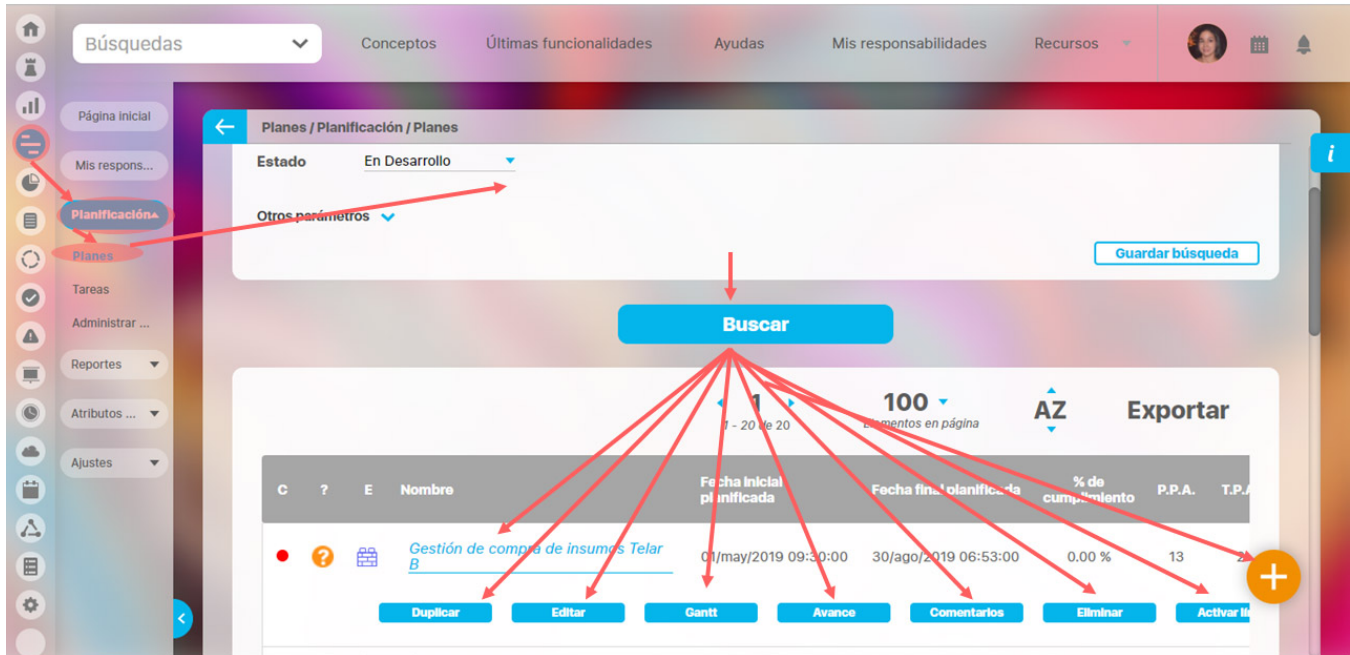 Búsquedas
Conceptos
Últimas funcionalidades
Ayudas
Mis responsabilidades
Recursos
Página inicial
Mis respons...
Planificación
Planes
Tareas
Administrar ...
Reportes
Atributos ...
Ajustes
Planes / Planificación / Planes
i
Estado
En Desarrollo
Otros parámetros
Guardar búsqueda
Buscar
1
1 - 20 de 20
100
Elementos en página
AZ
Exportar
C ? E Nombre
Fecha inicial
planificada
Fecha final planificada
% de
cumplimiento
P.P.A.
T.P.A
?
Gestión de compra de insumos Telar
B
01/may/2019 09:30:00
30/ago/2019 06:53:00
0.00 %
13
2
+
Duplicar
Editar
Gantt
Avance
Comentarios
Eliminar
Activar